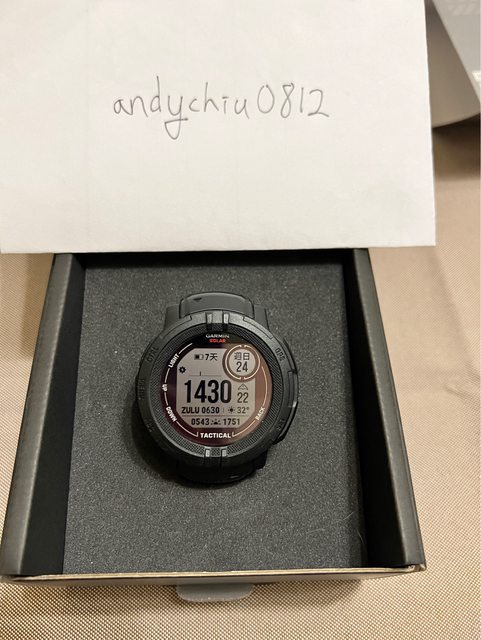 andychiu0812
GARMIN
SOLAR
LIGHT
7天
週日
24
UP
1430
22
DOWN
ZULU 0630
32°
BACK
0543
1751
TACTICAL